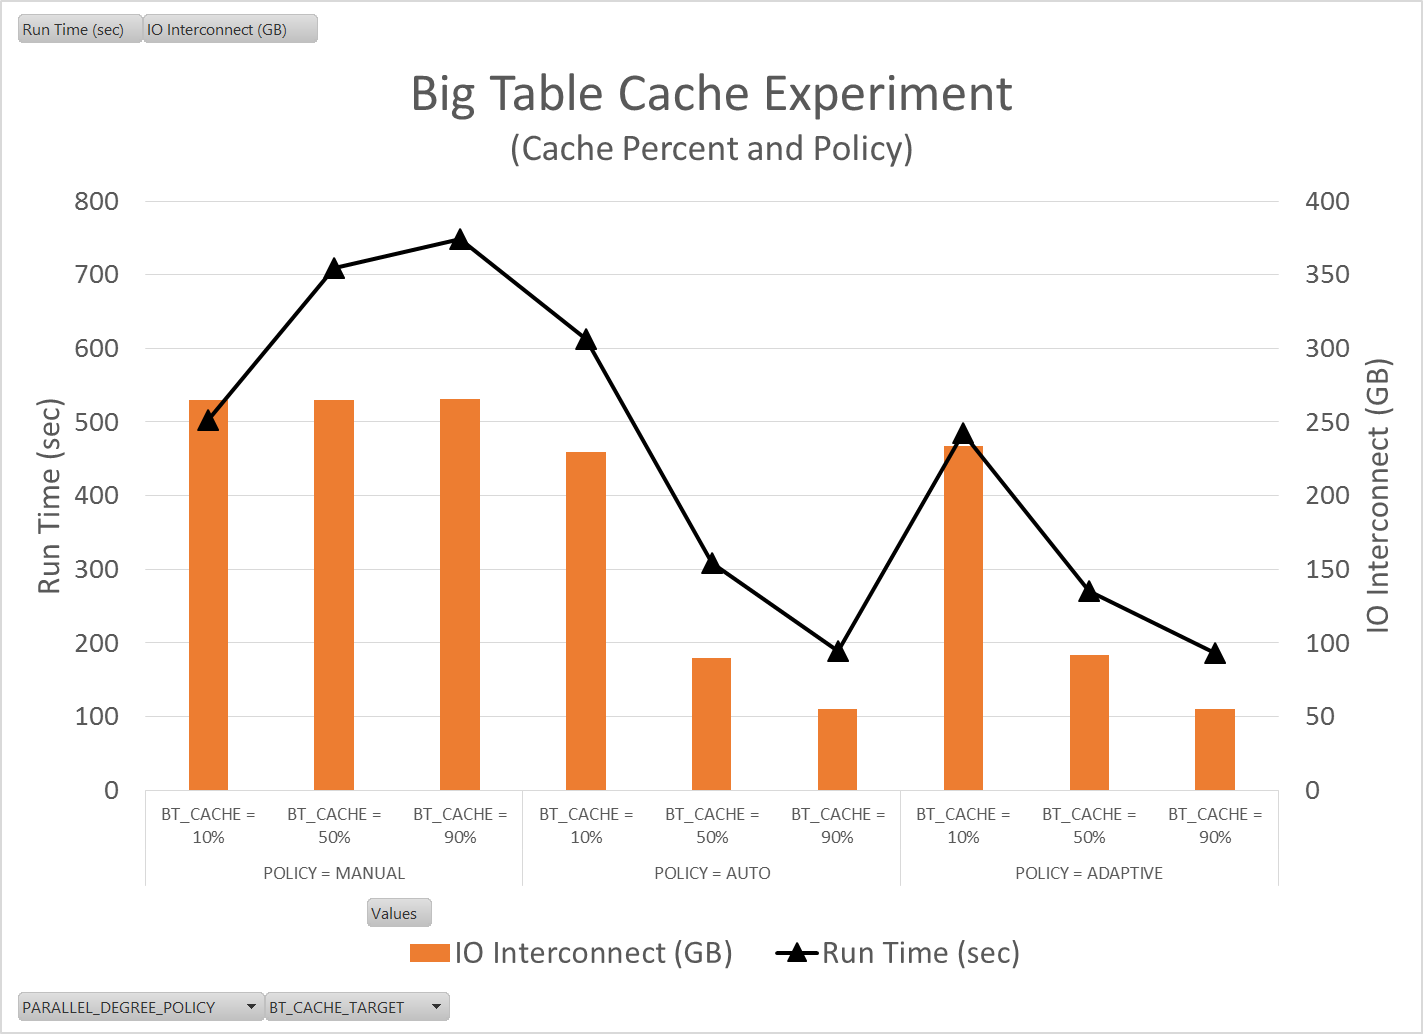 Run Time (sec) IO Interconnect (GB)
Big Table Cache Experiment
(Cache Percent and Policy)
800
700
600
500
400
300
200
100
0
Run Time (sec)
400
350
300
250
200
150
100
50
0
IO Interconnect (GB)
BT_CACHE = BT_CACHE = BT_CACHE = BT_CACHE = BT_CACHE = BT_CACHE = BT_CACHE = BT_CACHE = BT_CACHE =
10% 50% 90% 10% 50% 90% 10% 50% 90%
POLICY = MANUAL POLICY = AUTO POLICY = ADAPTIVE
Values
IO Interconnect (GB) Run Time (sec)
PARALLEL_DEGREE_POLICY BT_CACHE_TARGET